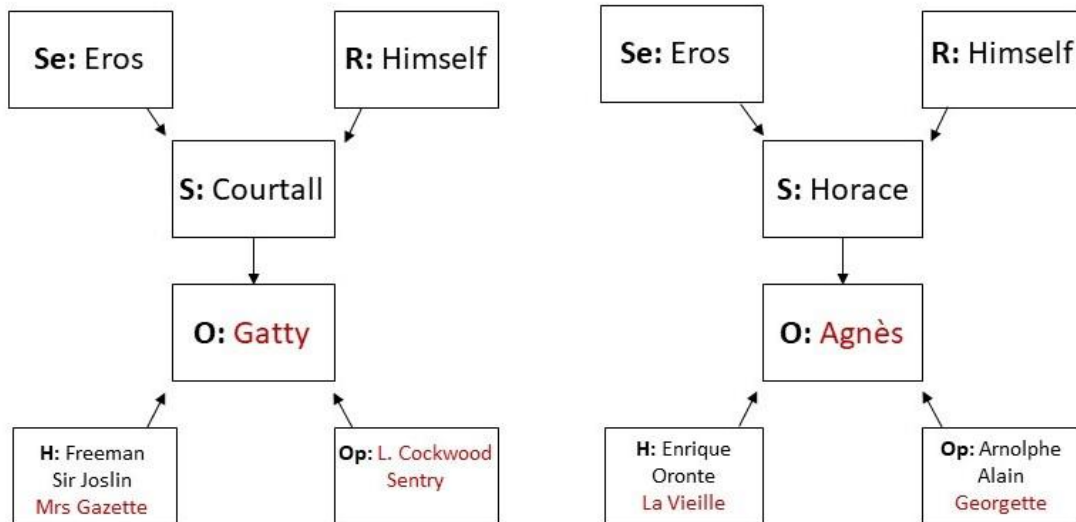 Se: Eros
R: Himself
S: Courtall
O: Gatty
H: Freeman
Sir Joslin
Mrs Gazette
Op: L. Cockwood
Sentry
Se: Eros
R: Himself
S: Horace
O: Agnès
H: Enrique
Oronte
La Vieille
Op: Arnolphe
Alain
Georgette